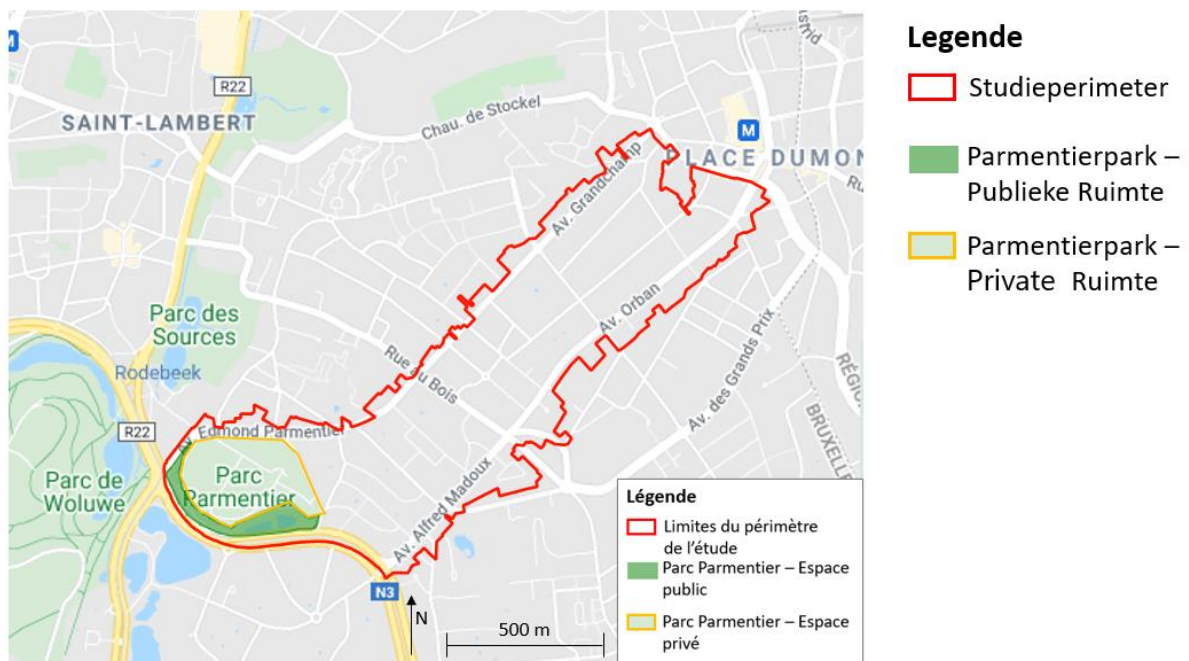 M
R22
SAINT-LAMBERT
Chau. de Stockel
M
PLACE DUMON
Av. Grandchamp
Ru
Parc des
Sources
Av. Orban
Rodebeek
Rue au Bois
Av. des Grands Prix
RÉGIO
BRUXELLE
R22
Av. Edmond Parmentier
Parc de
Woluwe
Parc
Parmentier
Av. Alfred Madoux
N3
N
500 m
Légende
Limites du périmètre
de l'étude
Parc Parmentier – Espace
public
Parc Parmentier – Espace
privé
Legende
Studieperimeter
Parmentierpark –
Publieke Ruimte
Parmentierpark –
Private Ruimte